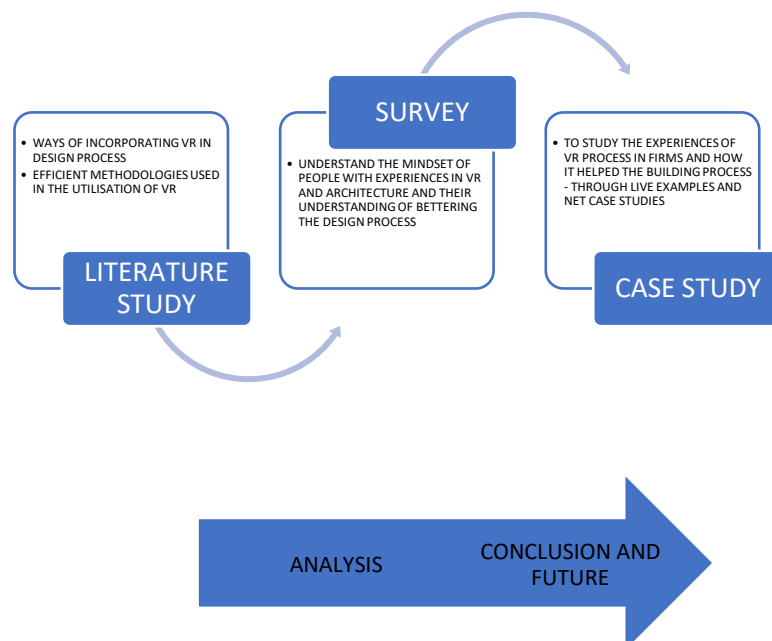 • WAYS OF INCORPORATING VR IN
DESIGN PROCESS
• EFFICIENT METHODOLOGIES USED
IN THE UTILISATION OF VR
LITERATURE
STUDY
SURVEY
• UNDERSTAND THE MINDSET OF
PEOPLE WITH EXPERIENCES IN VR
AND ARCHITECTURE AND THEIR
UNDERSTANDING OF BETTERING
THE DESIGN PROCESS
• TO STUDY THE EXPERIENCES OF
VR PROCESS IN FIRMS AND HOW
IT HELPED THE BUILDING PROCESS
- THROUGH LIVE EXAMPLES AND
NET CASE STUDIES
CASE STUDY
ANALYSIS
CONCLUSION AND
FUTURE